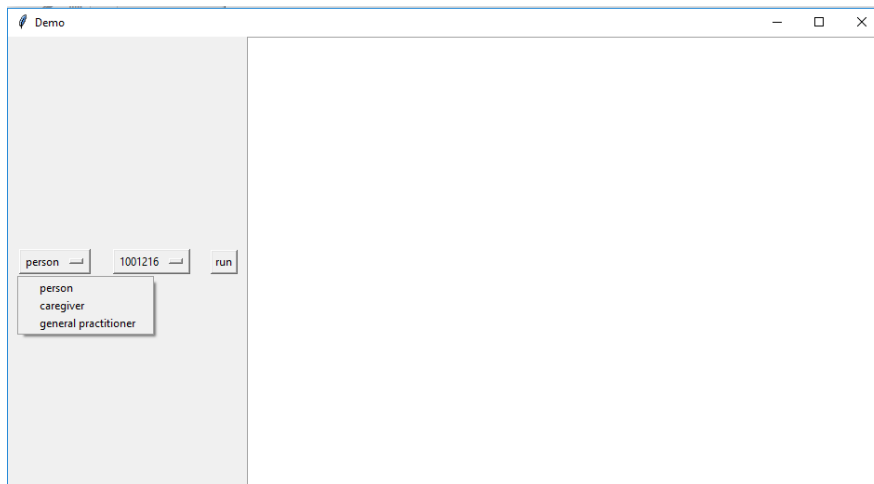 Demo
person 1001216 run
person
caregiver
general practitioner